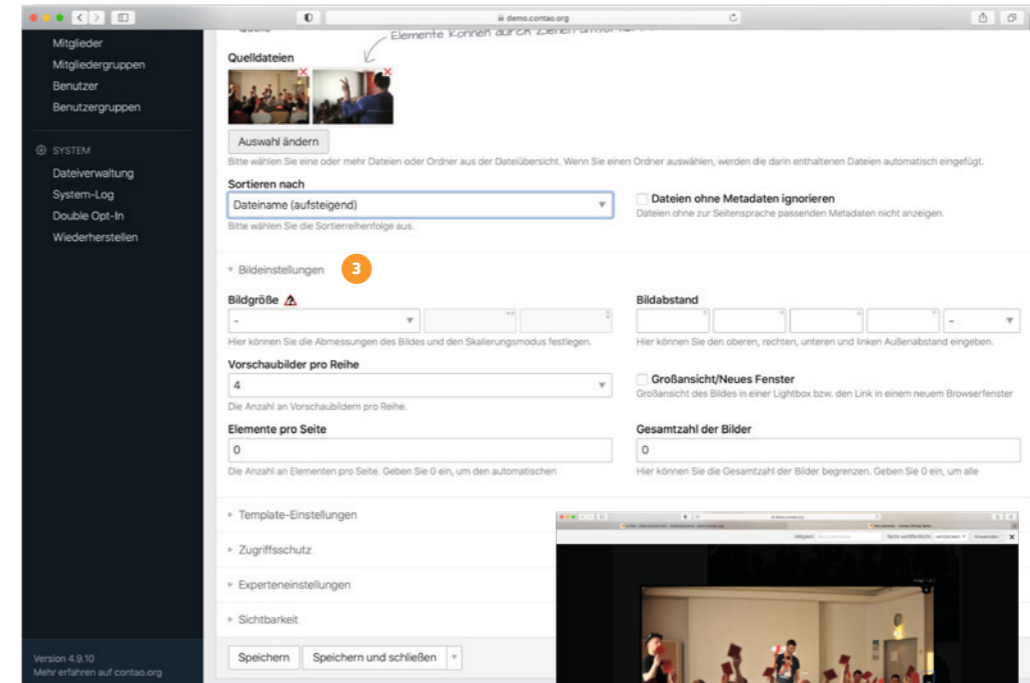 demo.contao.org
Mitglieder
Mitgliedergruppen
Benutzer
Benutzergruppen
SYSTEM
Dateiverwaltung
System-Log
Double Opt-In
Wiederherstellen
Version 4.9.10
Mehr erfahren auf contao.org
Elemente können durch Ziehen
Quelldateien
Auswahl ändern
Bitte wählen Sie eine oder mehr Dateien oder Ordner aus der Dateiübersicht. Wenn Sie einen Ordner auswählen, werden die darin enthaltenen Dateien automatisch eingefügt.
Sortieren nach
Dateiname (aufsteigend)
Bitte wählen Sie die Sortierreihenfolge aus.
Dateien ohne Metadaten ignorieren
Dateien ohne zur Seitensprache passenden Metadaten nicht anzeigen.
Bildeinstellungen 3
Bildgröße
-
Hier können Sie die Abmessungen des Bildes und den Skalierungsmodus festlegen.
Bildabstand
-
Hier können Sie den oberen, rechten, unteren und linken Außenabstand eingeben.
Vorschaubilder pro Reihe
4
Die Anzahl an Vorschaubildern pro Reihe.
Großansicht/Neues Fenster
Großansicht des Bildes in einer Lightbox bzw. den Link in einem neuem Browserfenster
Elemente pro Seite
0
Die Anzahl an Elementen pro Seite. Geben Sie 0 ein, um den automatischen
Gesamtzahl der Bilder
0
Hier können Sie die Gesamtzahl der Bilder begrenzen. Geben Sie 0 ein, um alle
Template-Einstellungen
Zugriffsschutz
Experteneinstellungen
Sichtbarkeit
Speichern
Speichern und schließen
demo.contao.org
Mitglied:
Nicht veröffentlicht: verstecken
Anwenden